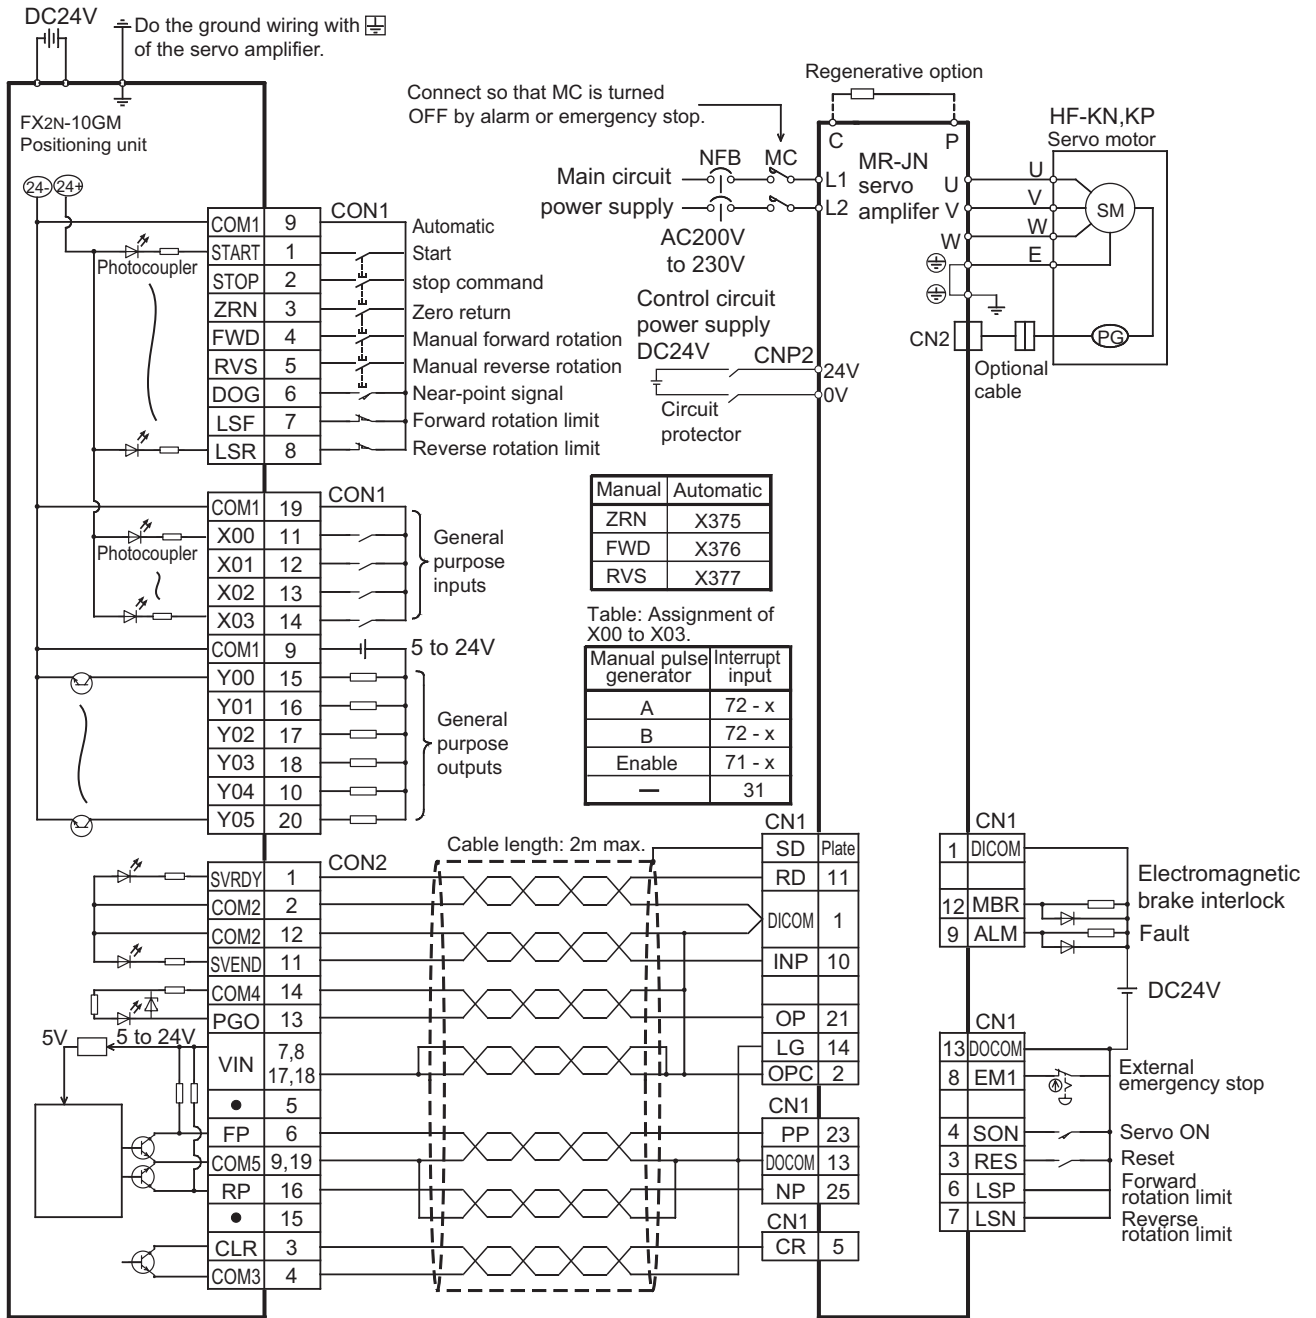 DC24V
Do the ground wiring with
of the servo amplifier.
FX2N-10GM
Positioning unit
24- 24+
CON1
COM1 9 Automatic
START 1 Start
Photocoupler
STOP 2 stop command
ZRN 3 Zero return
FWD 4 Manual forward rotation
RVS 5 Manual reverse rotation
DOG 6 Near-point signal
LSF 7 Forward rotation limit
LSR 8 Reverse rotation limit
CON1
COM1 19
X00 11
Photocoupler
X01 12
X02 13
X03 14
General
purpose
inputs
COM1 9 5 to 24V
Y00 15
Y01 16
Y02 17
Y03 18
Y04 10
Y05 20
General
purpose
outputs
CON2
SVRDY 1
COM2 2
COM2 12
SVEND 11
COM4 14
PGO 13
5V 5 to 24V
VIN 7,8
17,18
● 5
FP 6
COM5 9,19
RP 16
● 15
CLR 3
COM3 4
Cable length: 2m max.
Connect so that MC is turned
OFF by alarm or emergency stop.
Main circuit
power supply
NFB MC
AC200V
to 230V
Control circuit
power supply
DC24V
CNP2
Circuit
protector
Regenerative option
C P
MR-JN
servo
amplifer
L1
L2
24V
0V
U
V
W
CN2
U
V
W
E
HF-KN,KP
Servo motor
SM
PG
Optional
cable
Manual Automatic
ZRN X375
FWD X376
RVS X377
Table: Assignment of
X00 to X03.
Manual pulse
generator
Interrupt
input
A 72 - x
B 72 - x
Enable 71 - x
— 31
CN1
SD Plate
RD 11
DICOM 1
INP 10
OP 21
LG 14
OPC 2
CN1
PP 23
DOCOM 13
NP 25
CN1
CR 5
CN1
1 DICOM
12 MBR
9 ALM
Electromagnetic
brake interlock
Fault
DC24V
CN1
13 DOCOM
8 EM1
External
emergency stop
4 SON Servo ON
3 RES Reset
6 LSP
Forward
rotation limit
7 LSN
Reverse
rotation limit